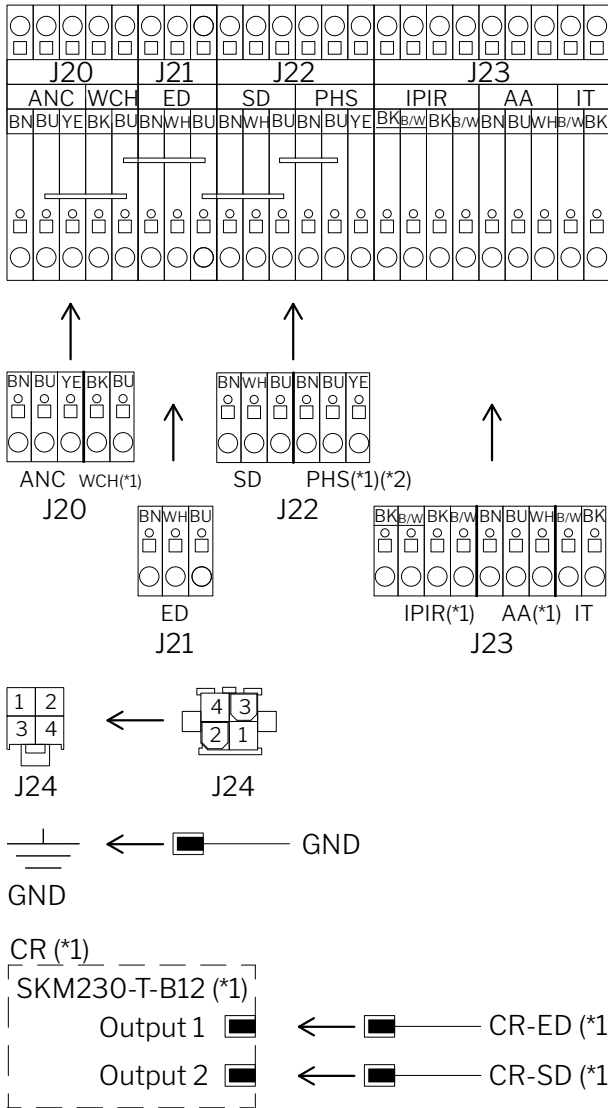 J20 J21 J22 J23
ANC WCH ED SD PHS IPIR AA IT
BN BU YE BK BU BN WH BU BN WH BU BN BU YE BK B/W BK B/W BN BU WH B/W BK
BN BU YE BK BU BN WH BU BN BU YE
ANC WCH(*1) SD PHS(*1)(*2)
J20 J22
BN WH BU BK B/W BK B/W BN BU WH B/W BK
ED IPIR(*1) AA(*1) IT
J21 J23
1 2 4 3
3 4 2 1
J24 J24
GND
GND
CR (*1)
SKM230-T-B12 (*1)
Output 1 CR-ED (*1
Output 2 CR-SD (*1